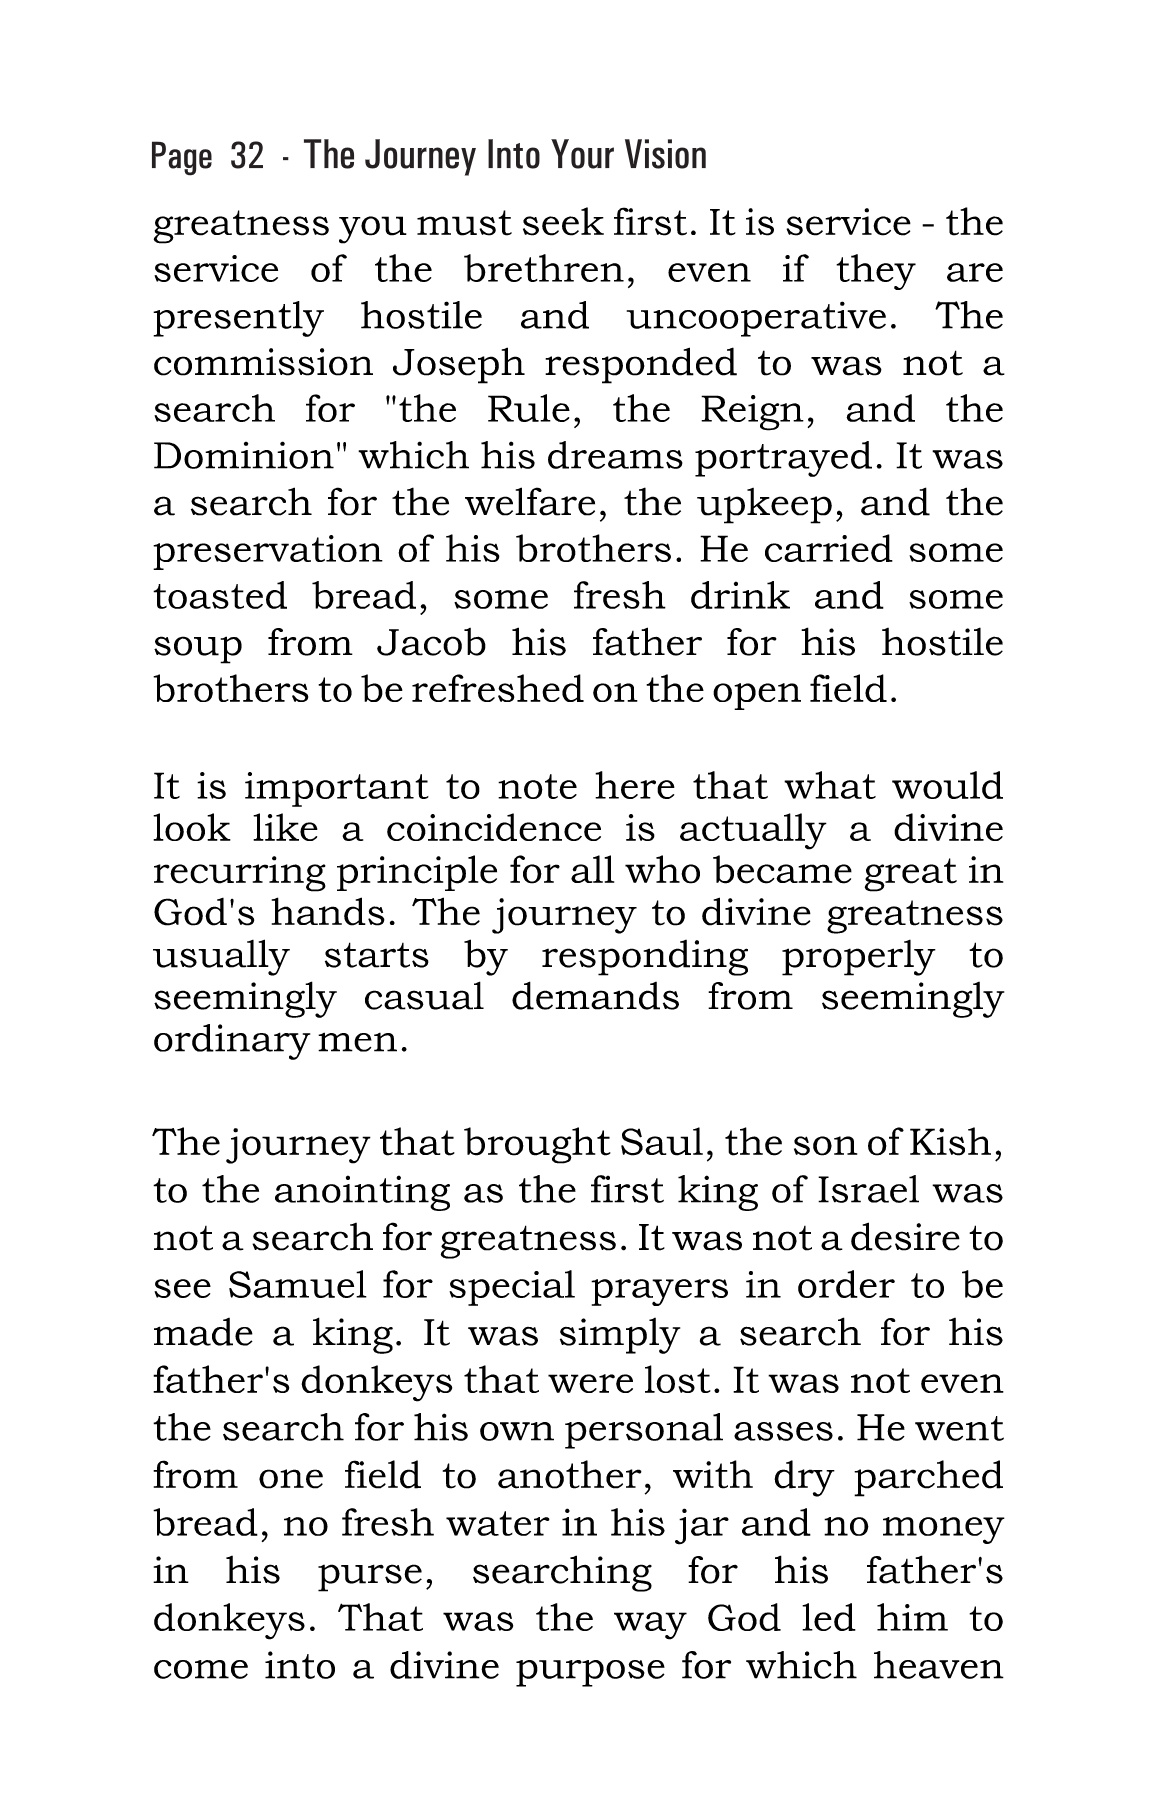 Page 32 - The Journey Into Your Vision
greatness you must seek first. It is service - the
service of the brethren, even if they are
presently hostile and uncooperative. The
commission Joseph responded to was not a
search for "the Rule, the Reign, and the
Dominion" which his dreams portrayed. It was
a search for the welfare, the upkeep, and the
preservation of his brothers. He carried some
toasted bread, some fresh drink and some
soup from Jacob his father for his hostile
brothers to be refreshed on the open field.
It is important to note here that what would
look like a coincidence is actually a divine
recurring principle for all who became great in
God's hands. The journey to divine greatness
usually starts by responding properly to
seemingly casual demands from seemingly
ordinary men.
The journey that brought Saul, the son of Kish,
to the anointing as the first king of Israel was
not a search for greatness. It was not a desire to
see Samuel for special prayers in order to be
made a king. It was simply a search for his
father's donkeys that were lost. It was not even
the search for his own personal asses. He went
from one field to another, with dry parched
bread, no fresh water in his jar and no money
in his purse, searching for his father's
donkeys. That was the way God led him to
come into a divine purpose for which heaven